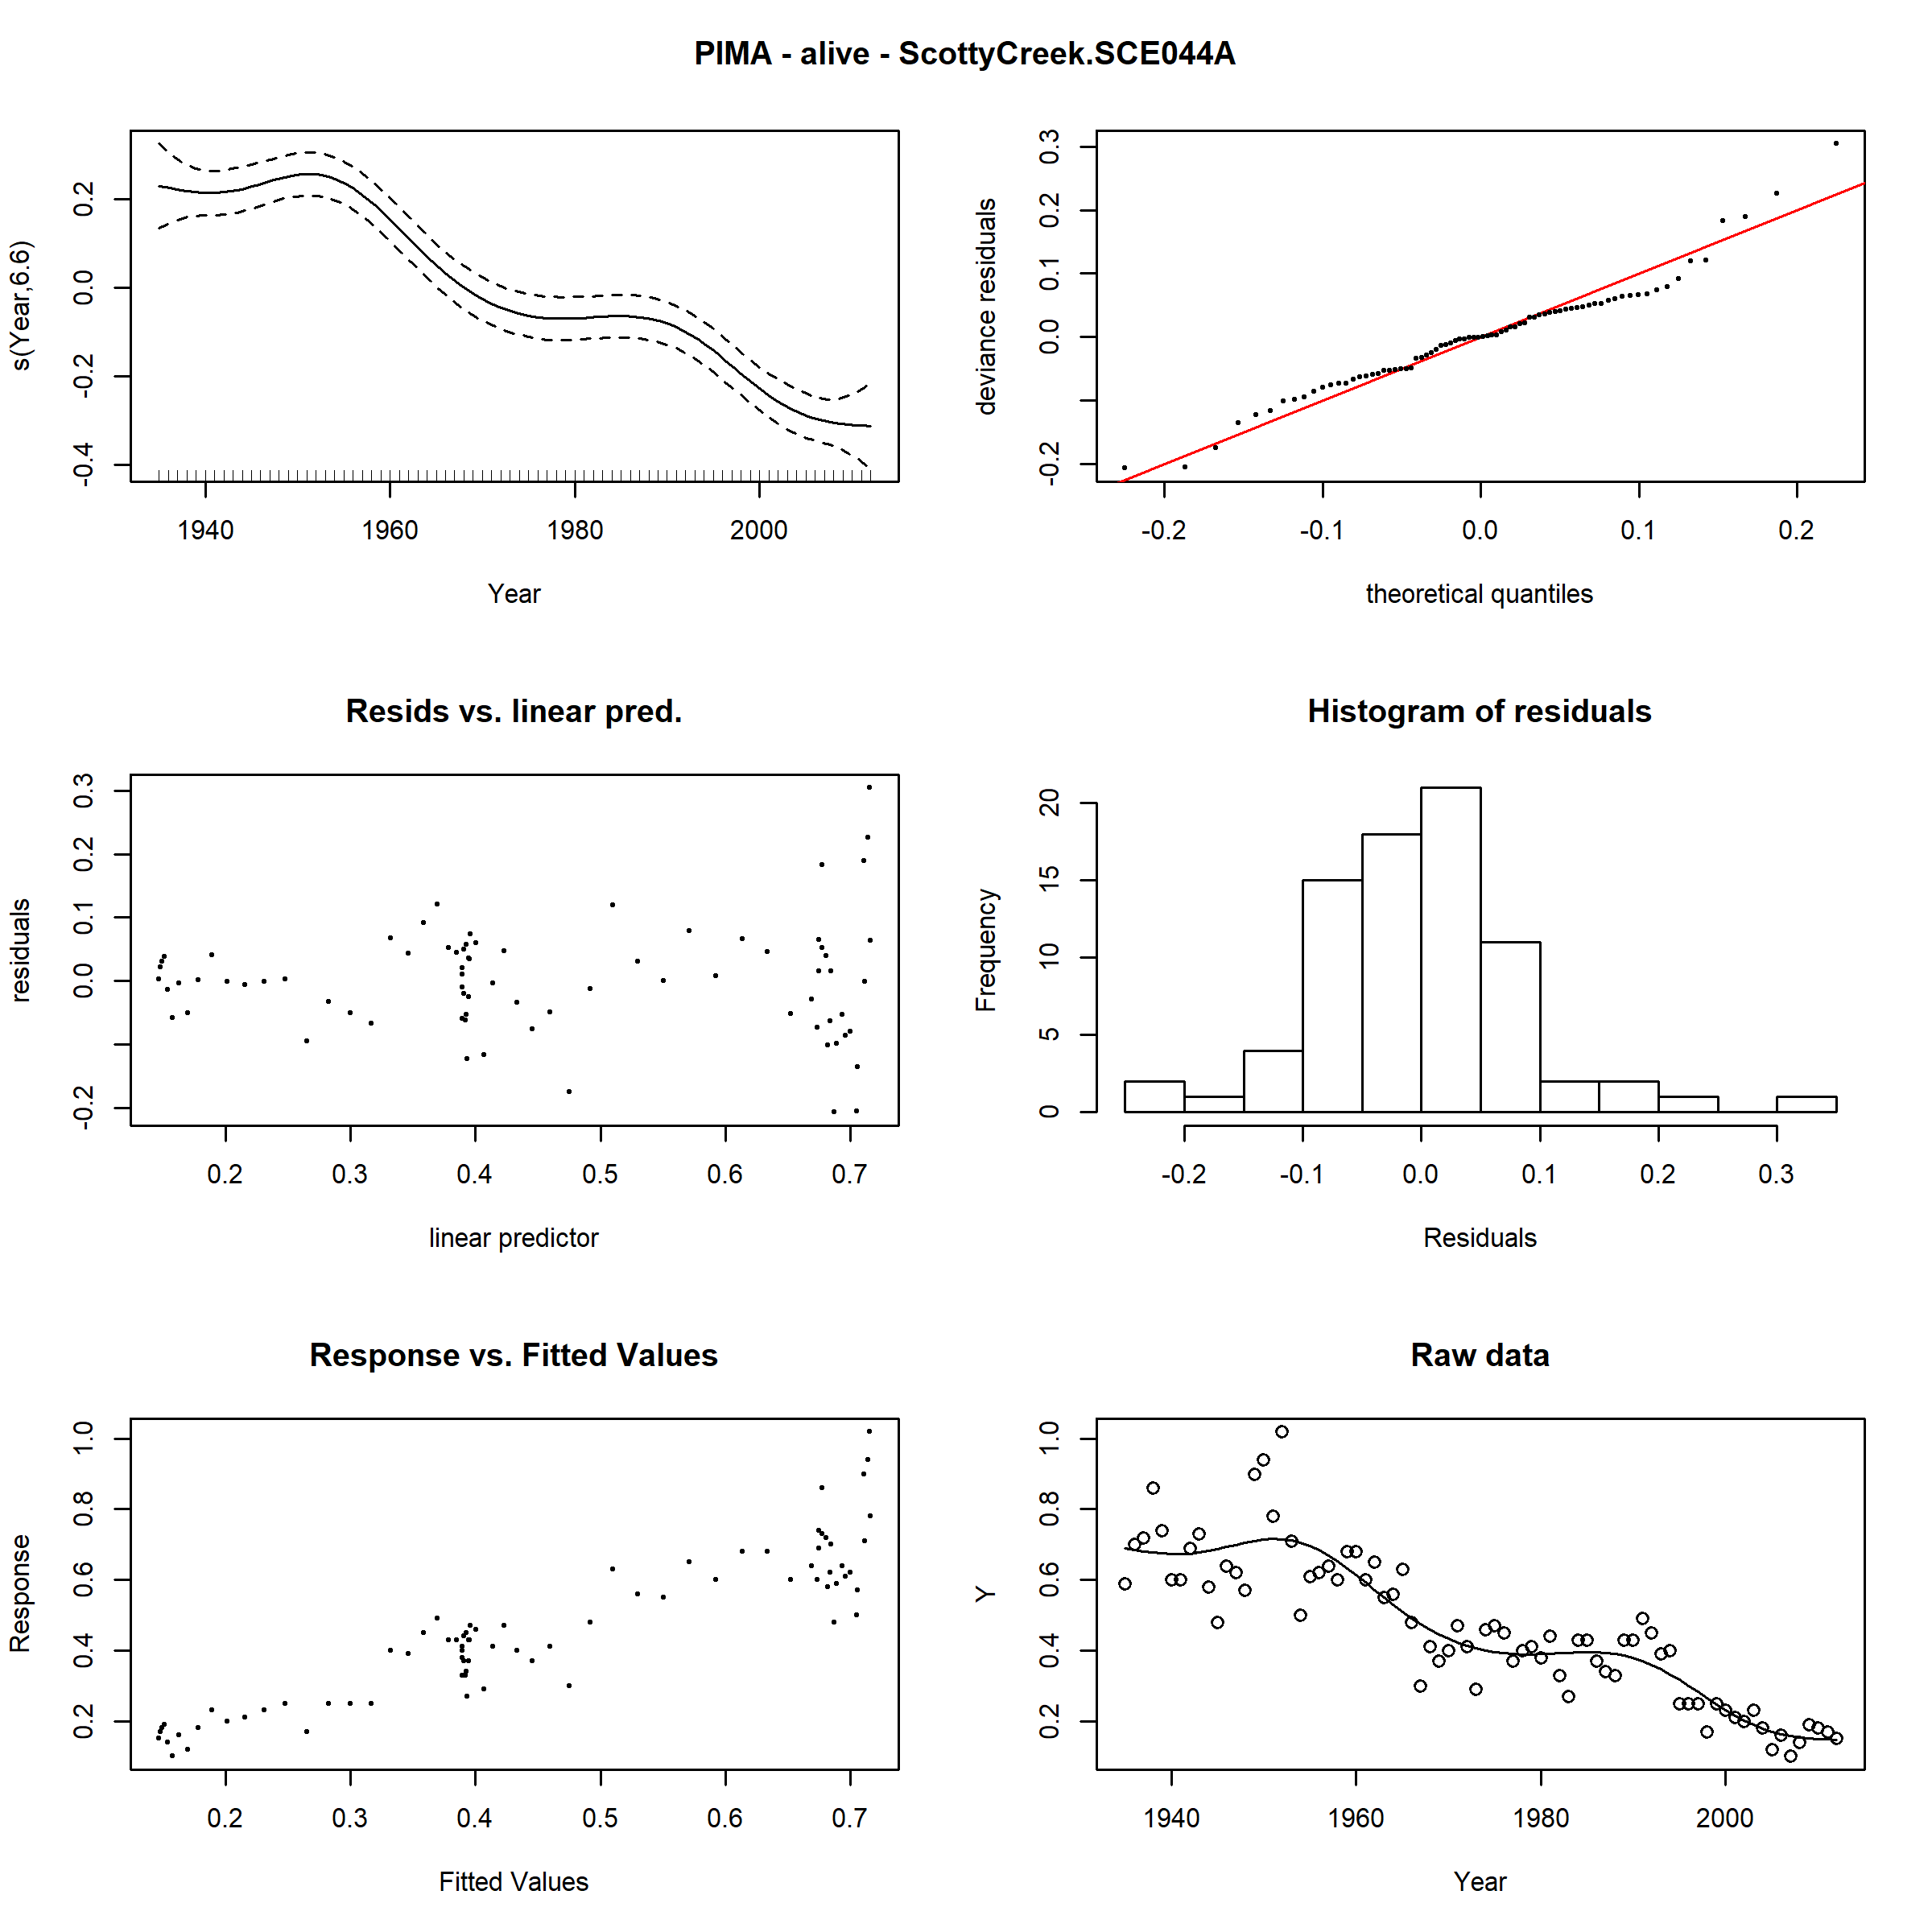 PIMA - alive - ScottyCreek.SCE044A
s(Year,6.6)
0.2
0.0
-0.2
-0.4
1940 1960 1980 2000
Year
deviance residuals
0.3
0.2
0.1
0.0
-0.2
-0.2 -0.1 0.0 0.1 0.2
theoretical quantiles
Resids vs. linear pred.
residuals
0.3
0.2
0.1
0.0
-0.2
0.2 0.3 0.4 0.5 0.6 0.7
linear predictor
Histogram of residuals
Frequency
20
15
10
5
0
-0.2 -0.1 0.0 0.1 0.2 0.3
Residuals
Response vs. Fitted Values
Response
1.0
0.8
0.6
0.4
0.2
0.2 0.3 0.4 0.5 0.6 0.7
Fitted Values
Raw data
Y
1.0
0.8
0.6
0.4
0.2
1940 1960 1980 2000
Year